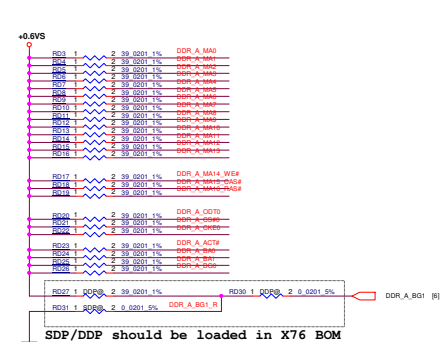 +0.6VS
RD3 1 2 39_0201_1% DDR_A_MA0
RD4 1 2 39_0201_1% DDR_A_MA1
RD5 1 2 39_0201_1% DDR_A_MA2
RD6 1 2 39_0201_1% DDR_A_MA3
RD7 1 2 39_0201_1% DDR_A_MA4
RD8 1 2 39_0201_1% DDR_A_MA5
RD9 1 2 39_0201_1% DDR_A_MA6
RD10 1 2 39_0201_1% DDR_A_MA7
RD11 1 2 39_0201_1% DDR_A_MA8
RD12 1 2 39_0201_1% DDR_A_MA9
RD13 1 2 39_0201_1% DDR_A_MA10
RD14 1 2 39_0201_1% DDR_A_MA11
RD15 1 2 39_0201_1% DDR_A_MA12
RD16 1 2 39_0201_1% DDR_A_MA13
RD17 1 2 39_0201_1% DDR_A_MA14_WE#
RD18 1 2 39_0201_1% DDR_A_MA15_CAS#
RD19 1 2 39_0201_1% DDR_A_MA16_RAS#
RD20 1 2 39_0201_1% DDR_A_ODT0
RD21 1 2 39_0201_1% DDR_A_CS#0
RD22 1 2 39_0201_1% DDR_A_CKE0
RD23 1 2 39_0201_1% DDR_A_ACT#
RD24 1 2 39_0201_1% DDR_A_BA0
RD25 1 2 39_0201_1% DDR_A_BA1
RD26 1 2 39_0201_1% DDR_A_BG0
RD27 1 DDP@ 2 39_0201_1% RD30 1 DDP@ 2 0_0201_5% DDR_A_BG1 [6]
RD31 1 SDP@ 2 0_0201_5% DDR_A_BG1_R
SDP/DDP should be loaded in X76 BOM